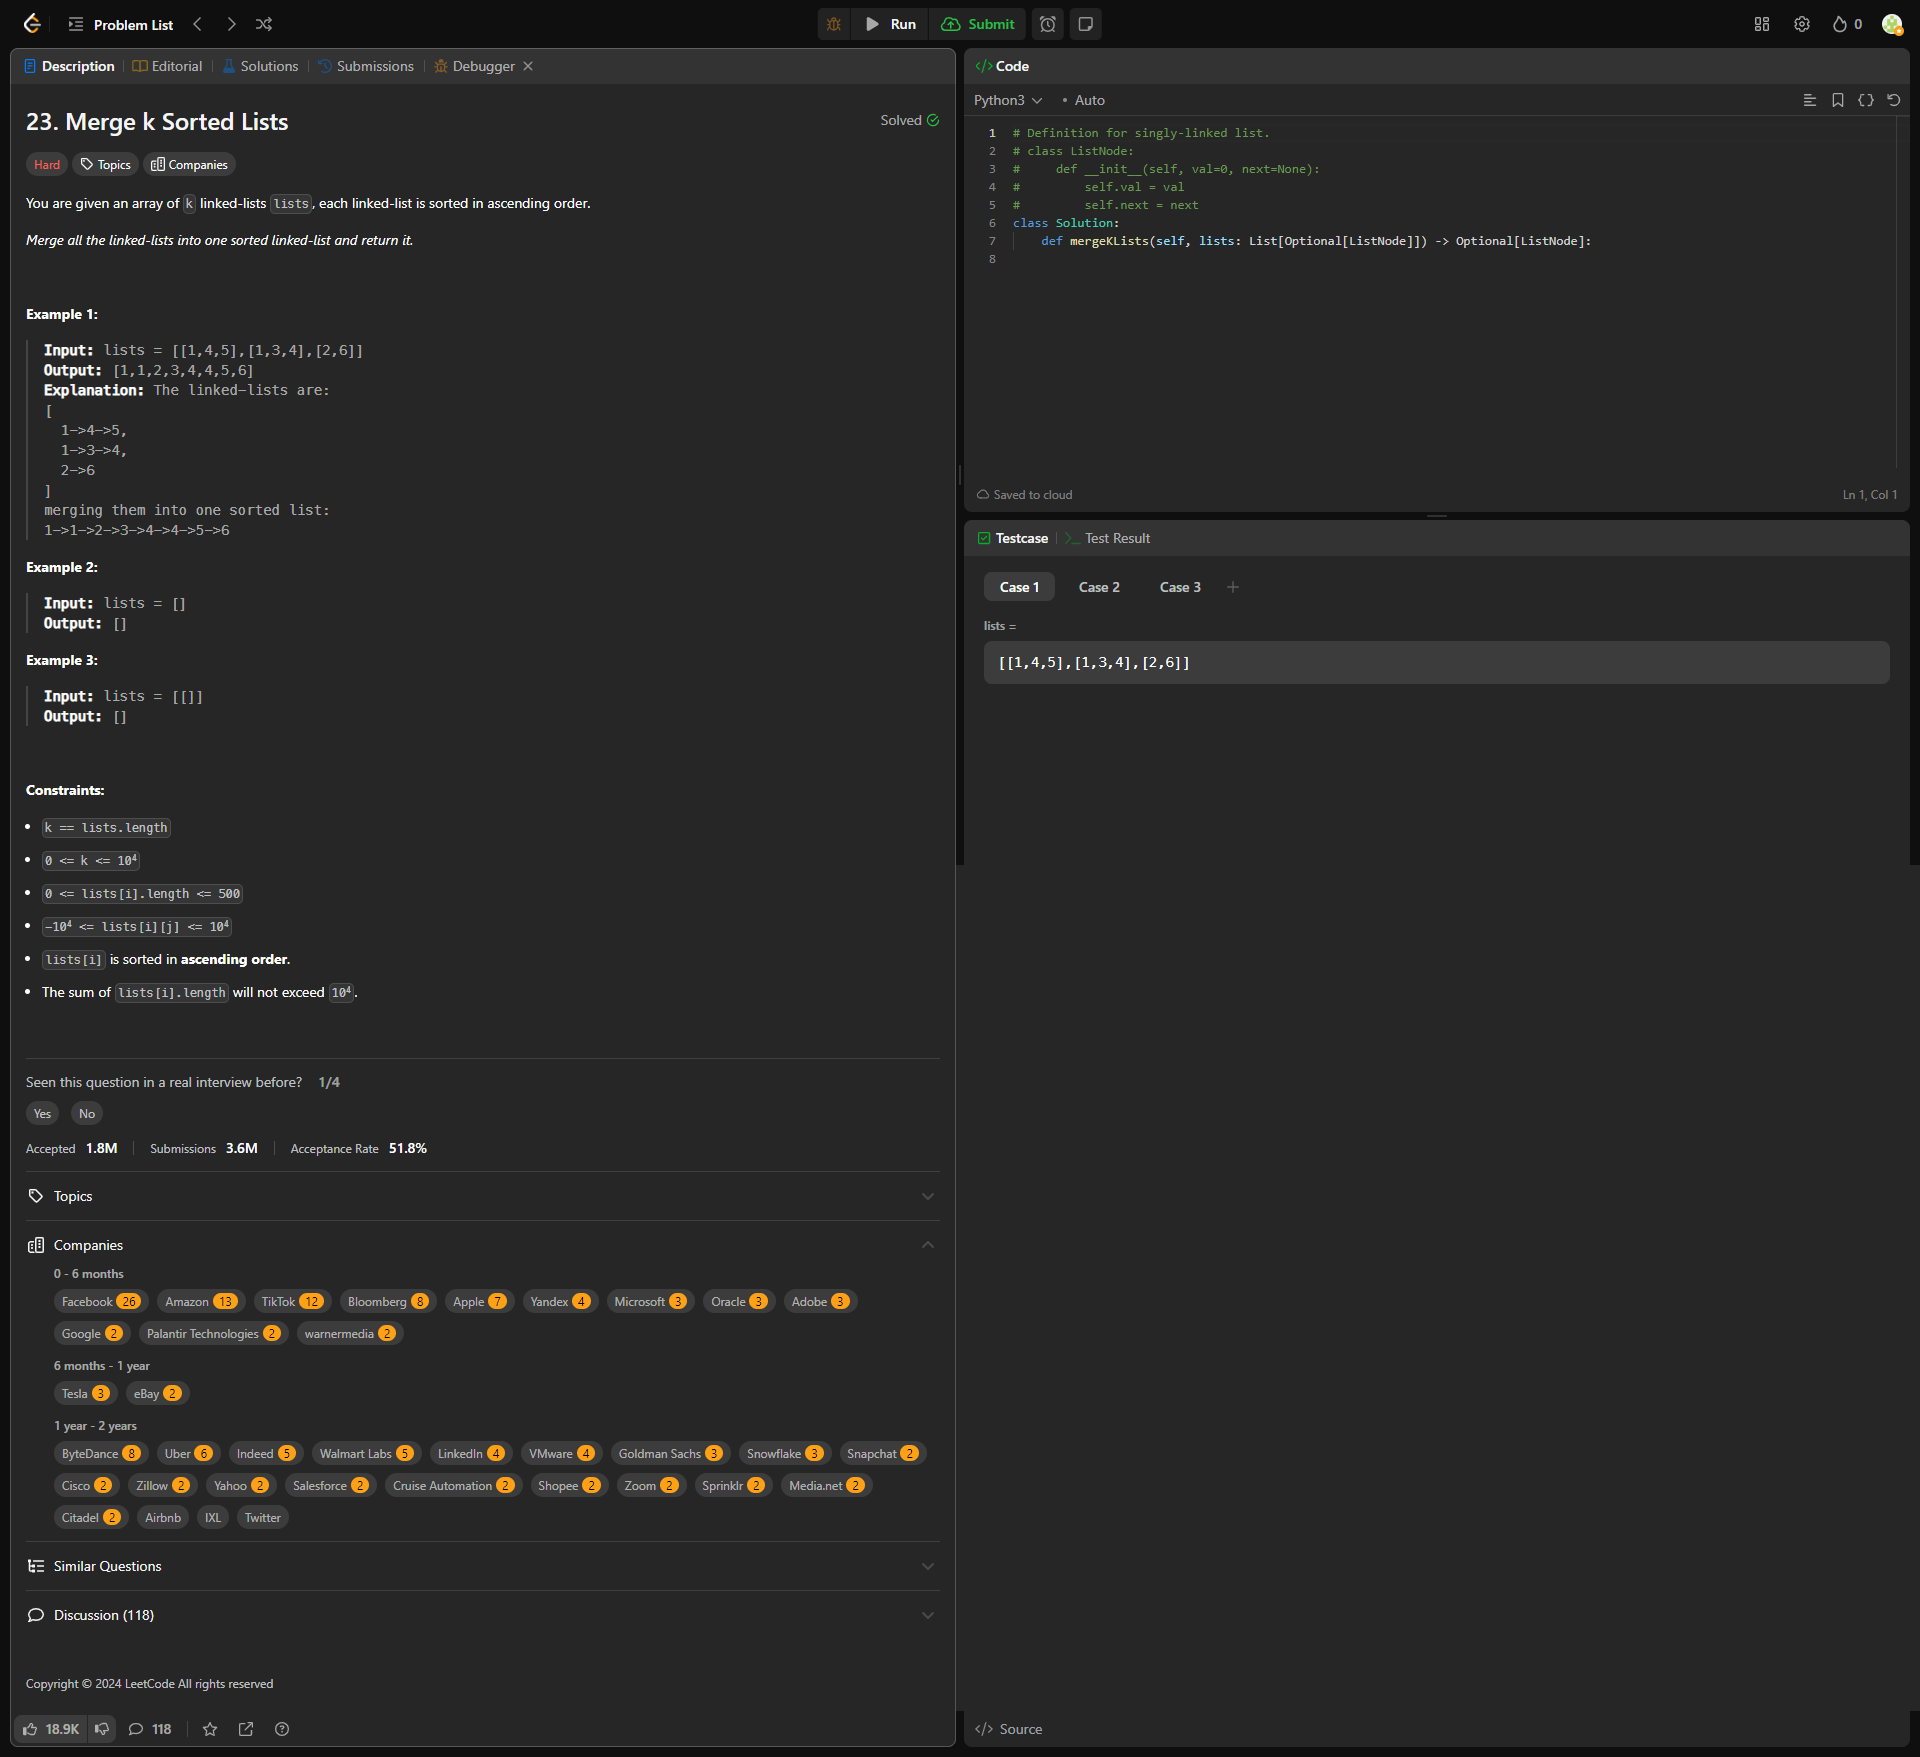 Problem List
Run
Submit
0
Description
Editorial
Solutions
Submissions
Debugger
23. Merge k Sorted Lists
Solved
Hard
Topics
Companies
You are given an array of k linked-lists lists, each linked-list is sorted in ascending order.
Merge all the linked-lists into one sorted linked-list and return it.
Example 1:
Input: lists = [[1,4,5],[1,3,4],[2,6]]
Output: [1,1,2,3,4,4,5,6]
Explanation: The linked-lists are:
[
  1->4->5,
  1->3->4,
  2->6
]
merging them into one sorted list:
1->1->2->3->4->4->5->6
Example 2:
Input: lists = []
Output: []
Example 3:
Input: lists = [[]]
Output: []
Constraints:
k == lists.length
0 <= k <= 10⁴
0 <= lists[i].length <= 500
-10⁴ <= lists[i][j] <= 10⁴
lists[i] is sorted in ascending order.
The sum of lists[i].length will not exceed 10⁴.
Seen this question in a real interview before? 1/4
Yes No
Accepted 1.8M Submissions 3.6M Acceptance Rate 51.8%
Topics
Companies
0 - 6 months
Facebook 26 Amazon 13 TikTok 12 Bloomberg 8 Apple 7 Yandex 4 Microsoft 3 Oracle 3 Adobe 3
Google 2 Palantir Technologies 2 warnermedia 2
6 months - 1 year
Tesla 3 eBay 2
1 year - 2 years
ByteDance 8 Uber 6 Indeed 5 Walmart Labs 5 LinkedIn 4 VMware 4 Goldman Sachs 3 Snowflake 3 Snapchat 2
Cisco 2 Zillow 2 Yahoo 2 Salesforce 2 Cruise Automation 2 Shopee 2 Zoom 2 Sprinklr 2 Media.net 2
Citadel 2 Airbnb IXL Twitter
Similar Questions
Discussion (118)
Copyright © 2024 LeetCode All rights reserved
18.9K 118
</> Code
Python3 • Auto
1 # Definition for singly-linked list.
2 # class ListNode:
3 #     def __init__(self, val=0, next=None):
4 #         self.val = val
5 #         self.next = next
6 class Solution:
7     def mergeKLists(self, lists: List[Optional[ListNode]]) -> Optional[ListNode]:
8
Saved to cloud
Ln 1, Col 1
Testcase
>_ Test Result
Case 1 Case 2 Case 3 +
lists =
[[1,4,5],[1,3,4],[2,6]]
</> Source